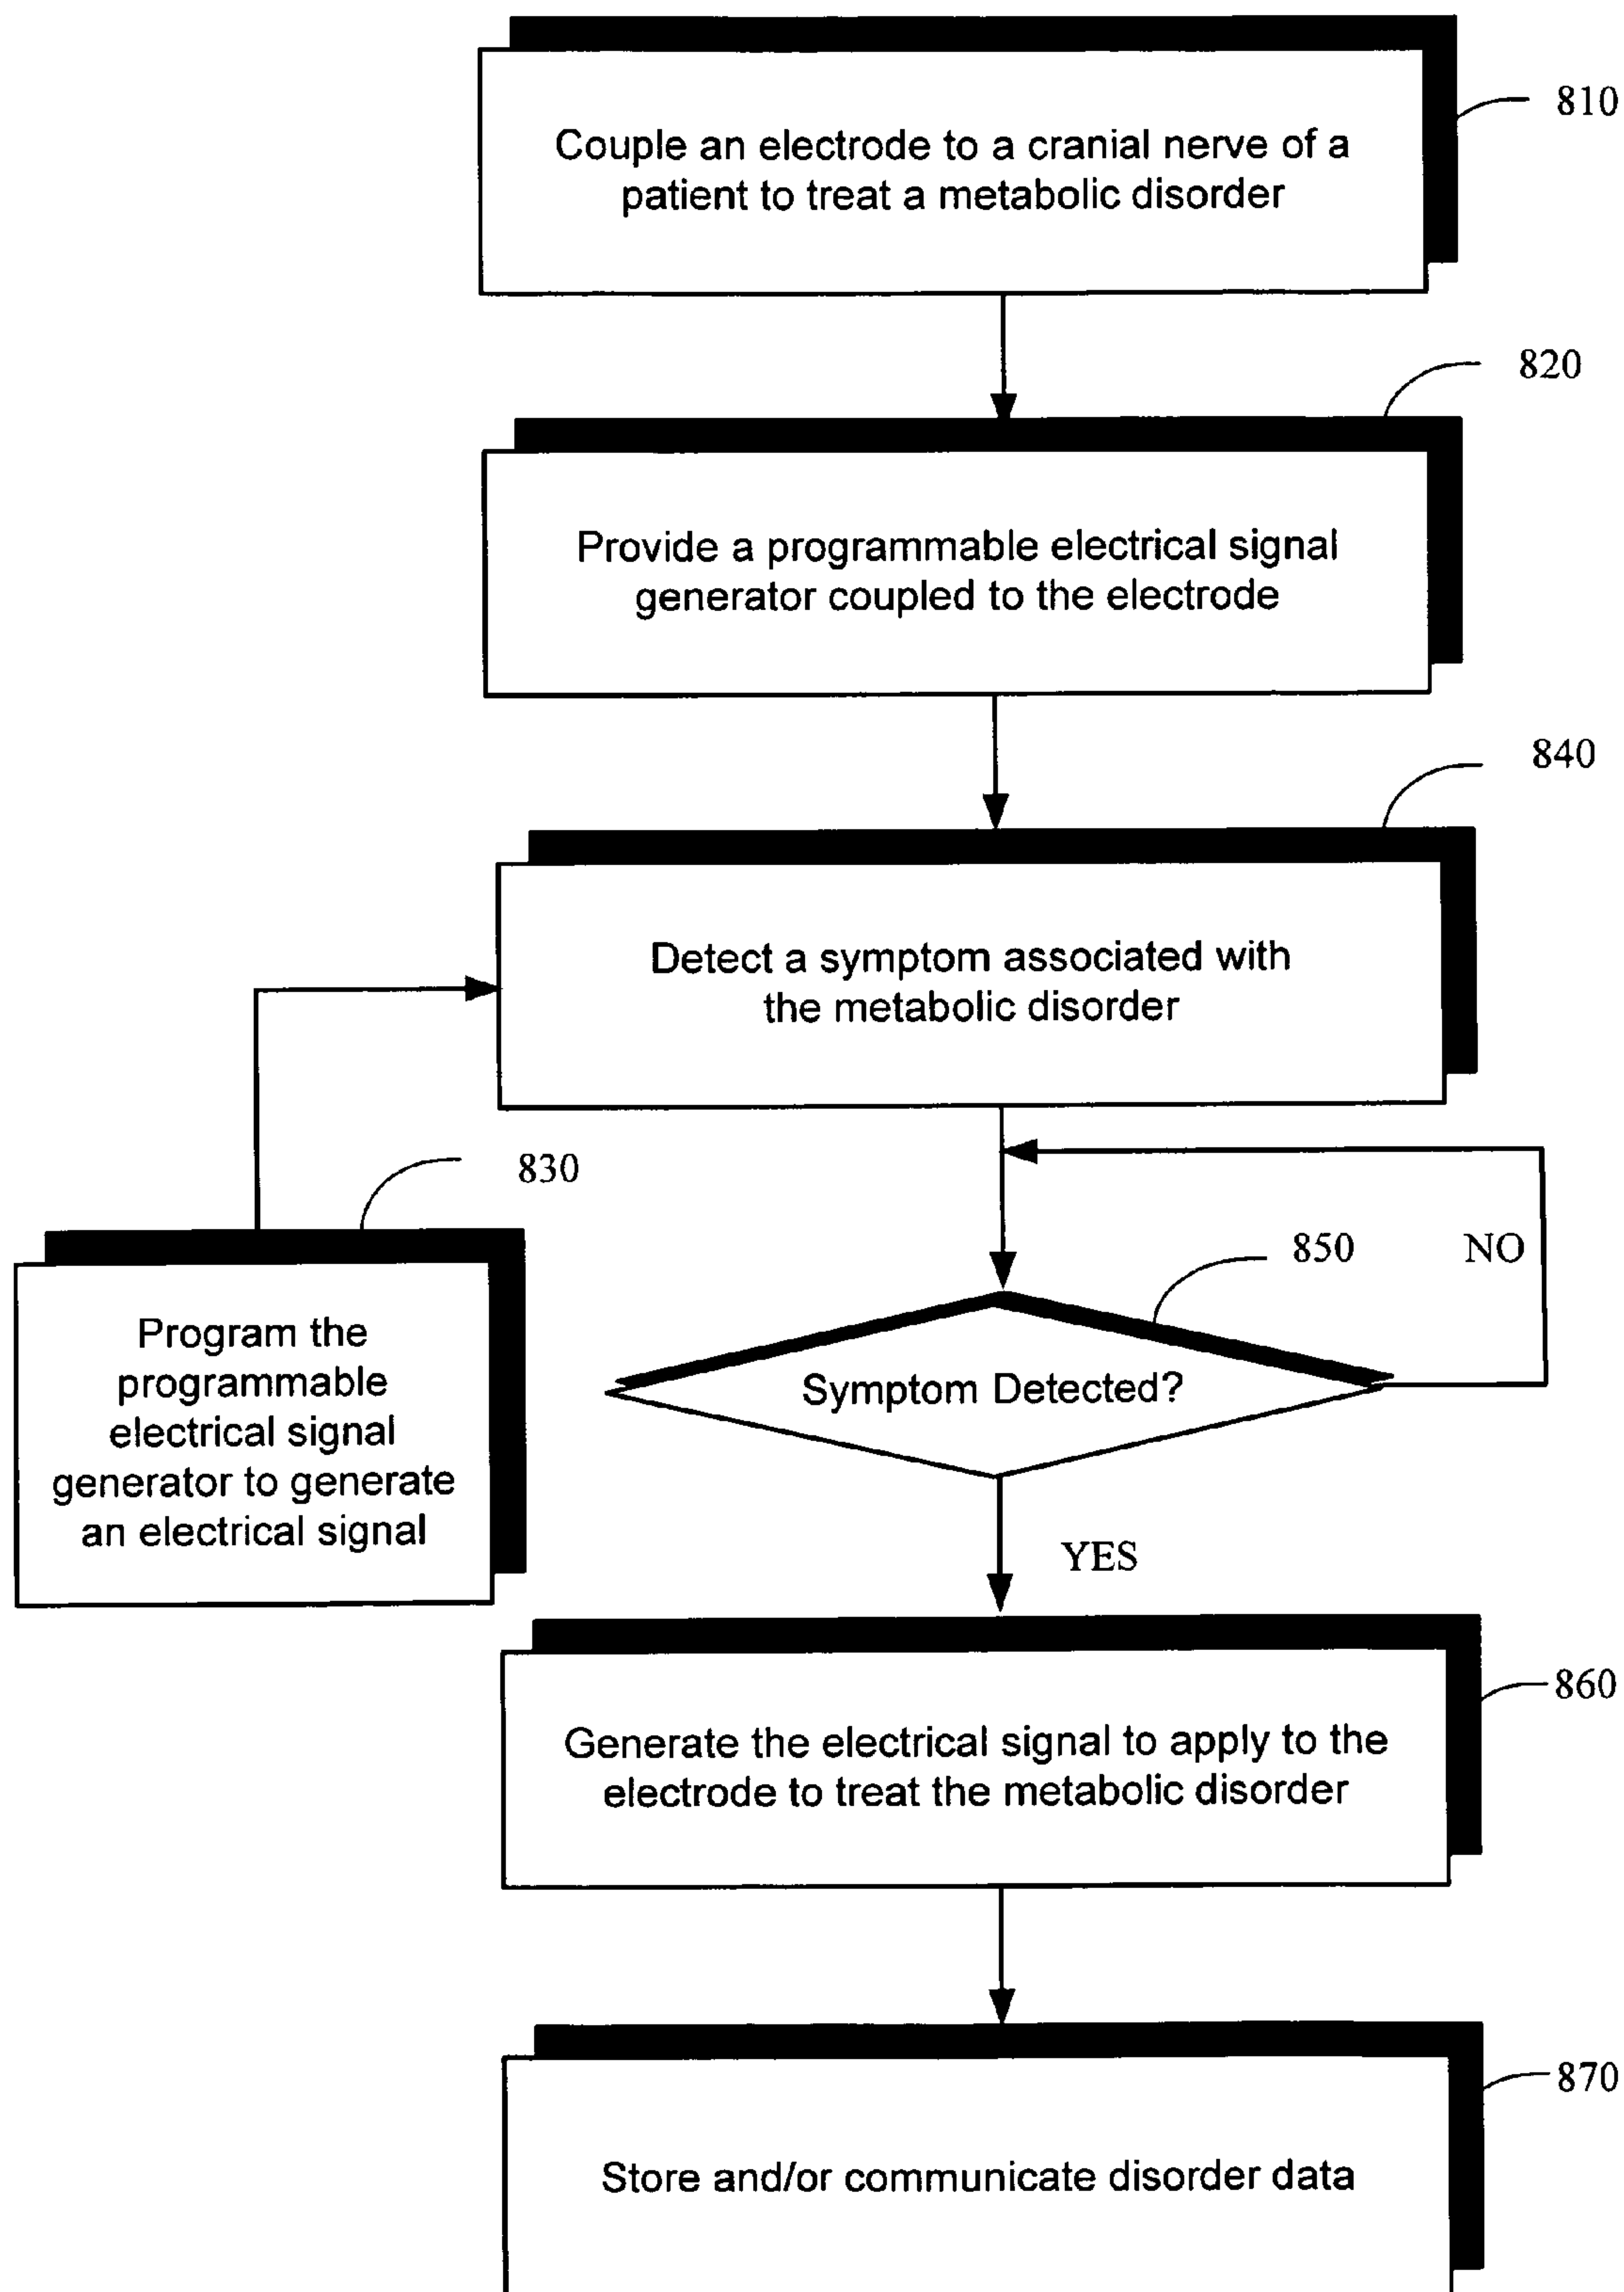 810
Couple an electrode to a cranial nerve of a
patient to treat a metabolic disorder
820
Provide a programmable electrical signal
generator coupled to the electrode
840
Detect a symptom associated with
the metabolic disorder
830
Program the
programmable
electrical signal
generator to generate
an electrical signal
850
NO
Symptom Detected?
YES
860
Generate the electrical signal to apply to the
electrode to treat the metabolic disorder
870
Store and/or communicate disorder data